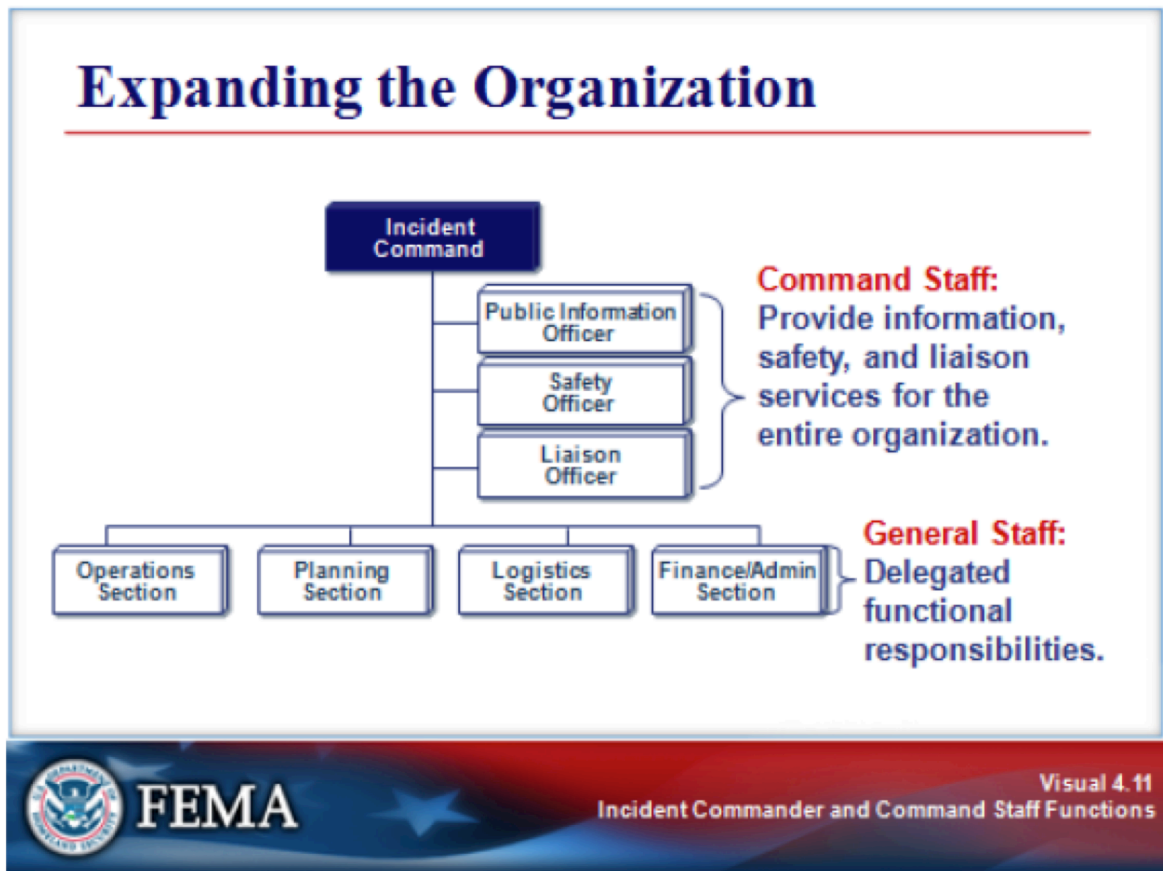 Expanding the Organization
Incident
Command
Public Information
Officer
Safety
Officer
Liaison
Officer
Command Staff:
Provide information,
safety, and liaison
services for the
entire organization.
Operations
Section
Planning
Section
Logistics
Section
Finance/Admin
Section
General Staff:
Delegated
functional
responsibilities.
FEMA
Visual 4.11
Incident Commander and Command Staff Functions